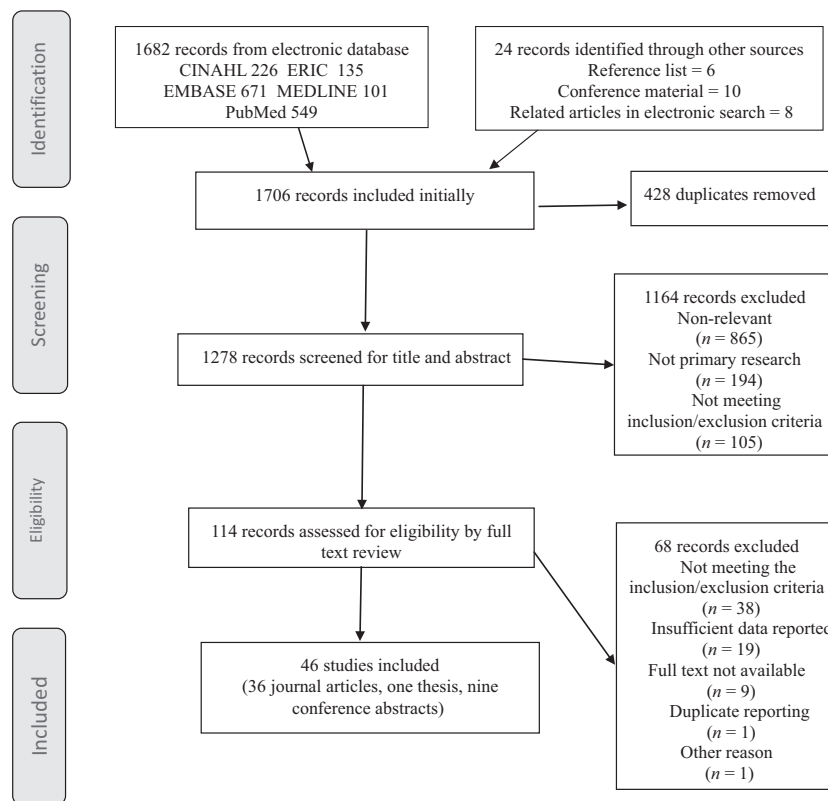 Identification
1682 records from electronic database
CINAHL 226 ERIC 135
EMBASE 671 MEDLINE 101
PubMed 549
24 records identified through other sources
Reference list = 6
Conference material = 10
Related articles in electronic search = 8
1706 records included initially
428 duplicates removed
Screening
1278 records screened for title and abstract
1164 records excluded
Non-relevant
(n = 865)
Not primary research
(n = 194)
Not meeting
inclusion/exclusion criteria
(n = 105)
Eligibility
114 records assessed for eligibility by full
text review
68 records excluded
Not meeting the
inclusion/exclusion criteria
(n = 38)
Insufficient data reported
(n = 19)
Full text not available
(n = 9)
Duplicate reporting
(n = 1)
Other reason
(n = 1)
Included
46 studies included
(36 journal articles, one thesis, nine
conference abstracts)